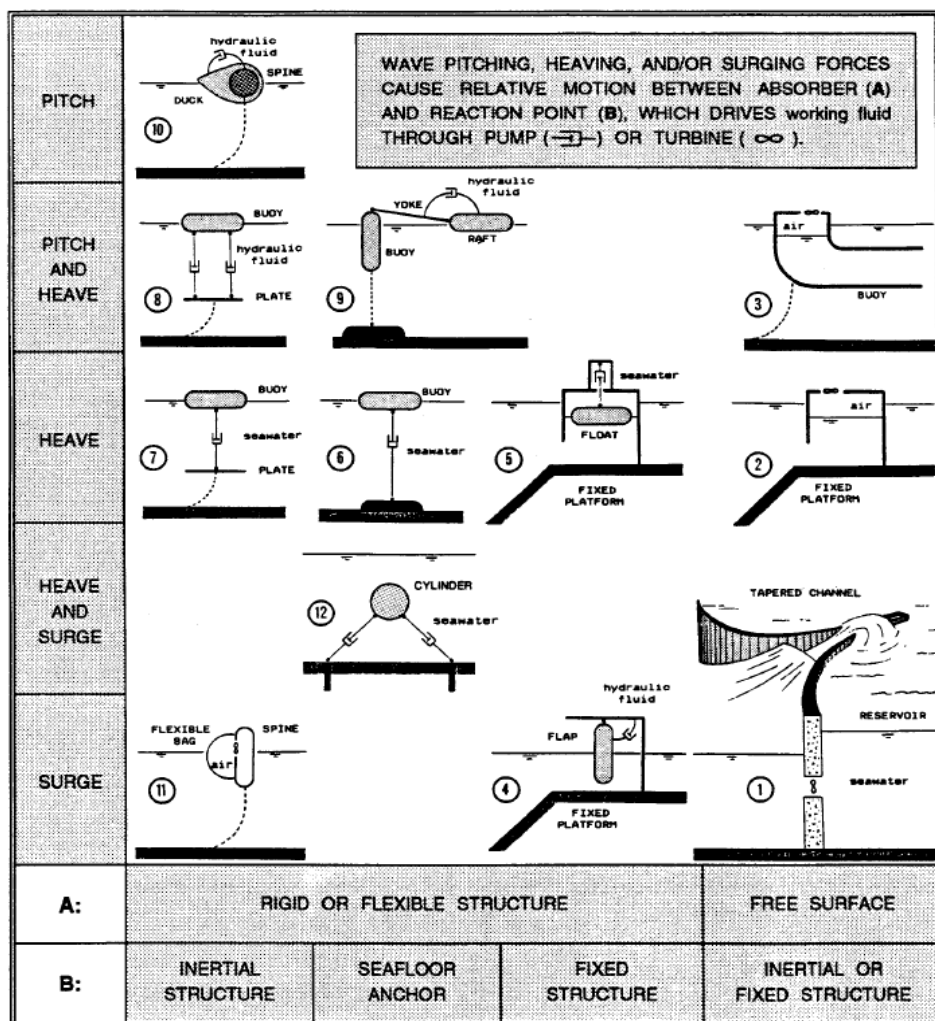 PITCH
hydraulic
fluid
SPINE
DUCK
10
WAVE PITCHING, HEAVING, AND/OR SURGING FORCES
CAUSE RELATIVE MOTION BETWEEN ABSORBER (A)
AND REACTION POINT (B), WHICH DRIVES working fluid
THROUGH PUMP ( ) OR TURBINE ( ∞ ).
PITCH
AND
HEAVE
BUOY
hydraulic
fluid
PLATE
8
hydraulic
fluid
YOKE
RAFT
BUOY
9
air
BUOY
3
HEAVE
BUOY
seawater
PLATE
7
BUOY
seawater
6
seawater
FLOAT
5
FIXED
PLATFORM
air
2
FIXED
PLATFORM
HEAVE
AND
SURGE
CYLINDER
12
seawater
TAPERED CHANNEL
RESERVOIR
seawater
1
SURGE
FLEXIBLE
BAG
SPINE
air
11
hydraulic
fluid
FLAP
4
FIXED
PLATFORM
A:
RIGID OR FLEXIBLE STRUCTURE
FREE SURFACE
B:
INERTIAL
STRUCTURE
SEAFLOOR
ANCHOR
FIXED
STRUCTURE
INERTIAL OR
FIXED STRUCTURE